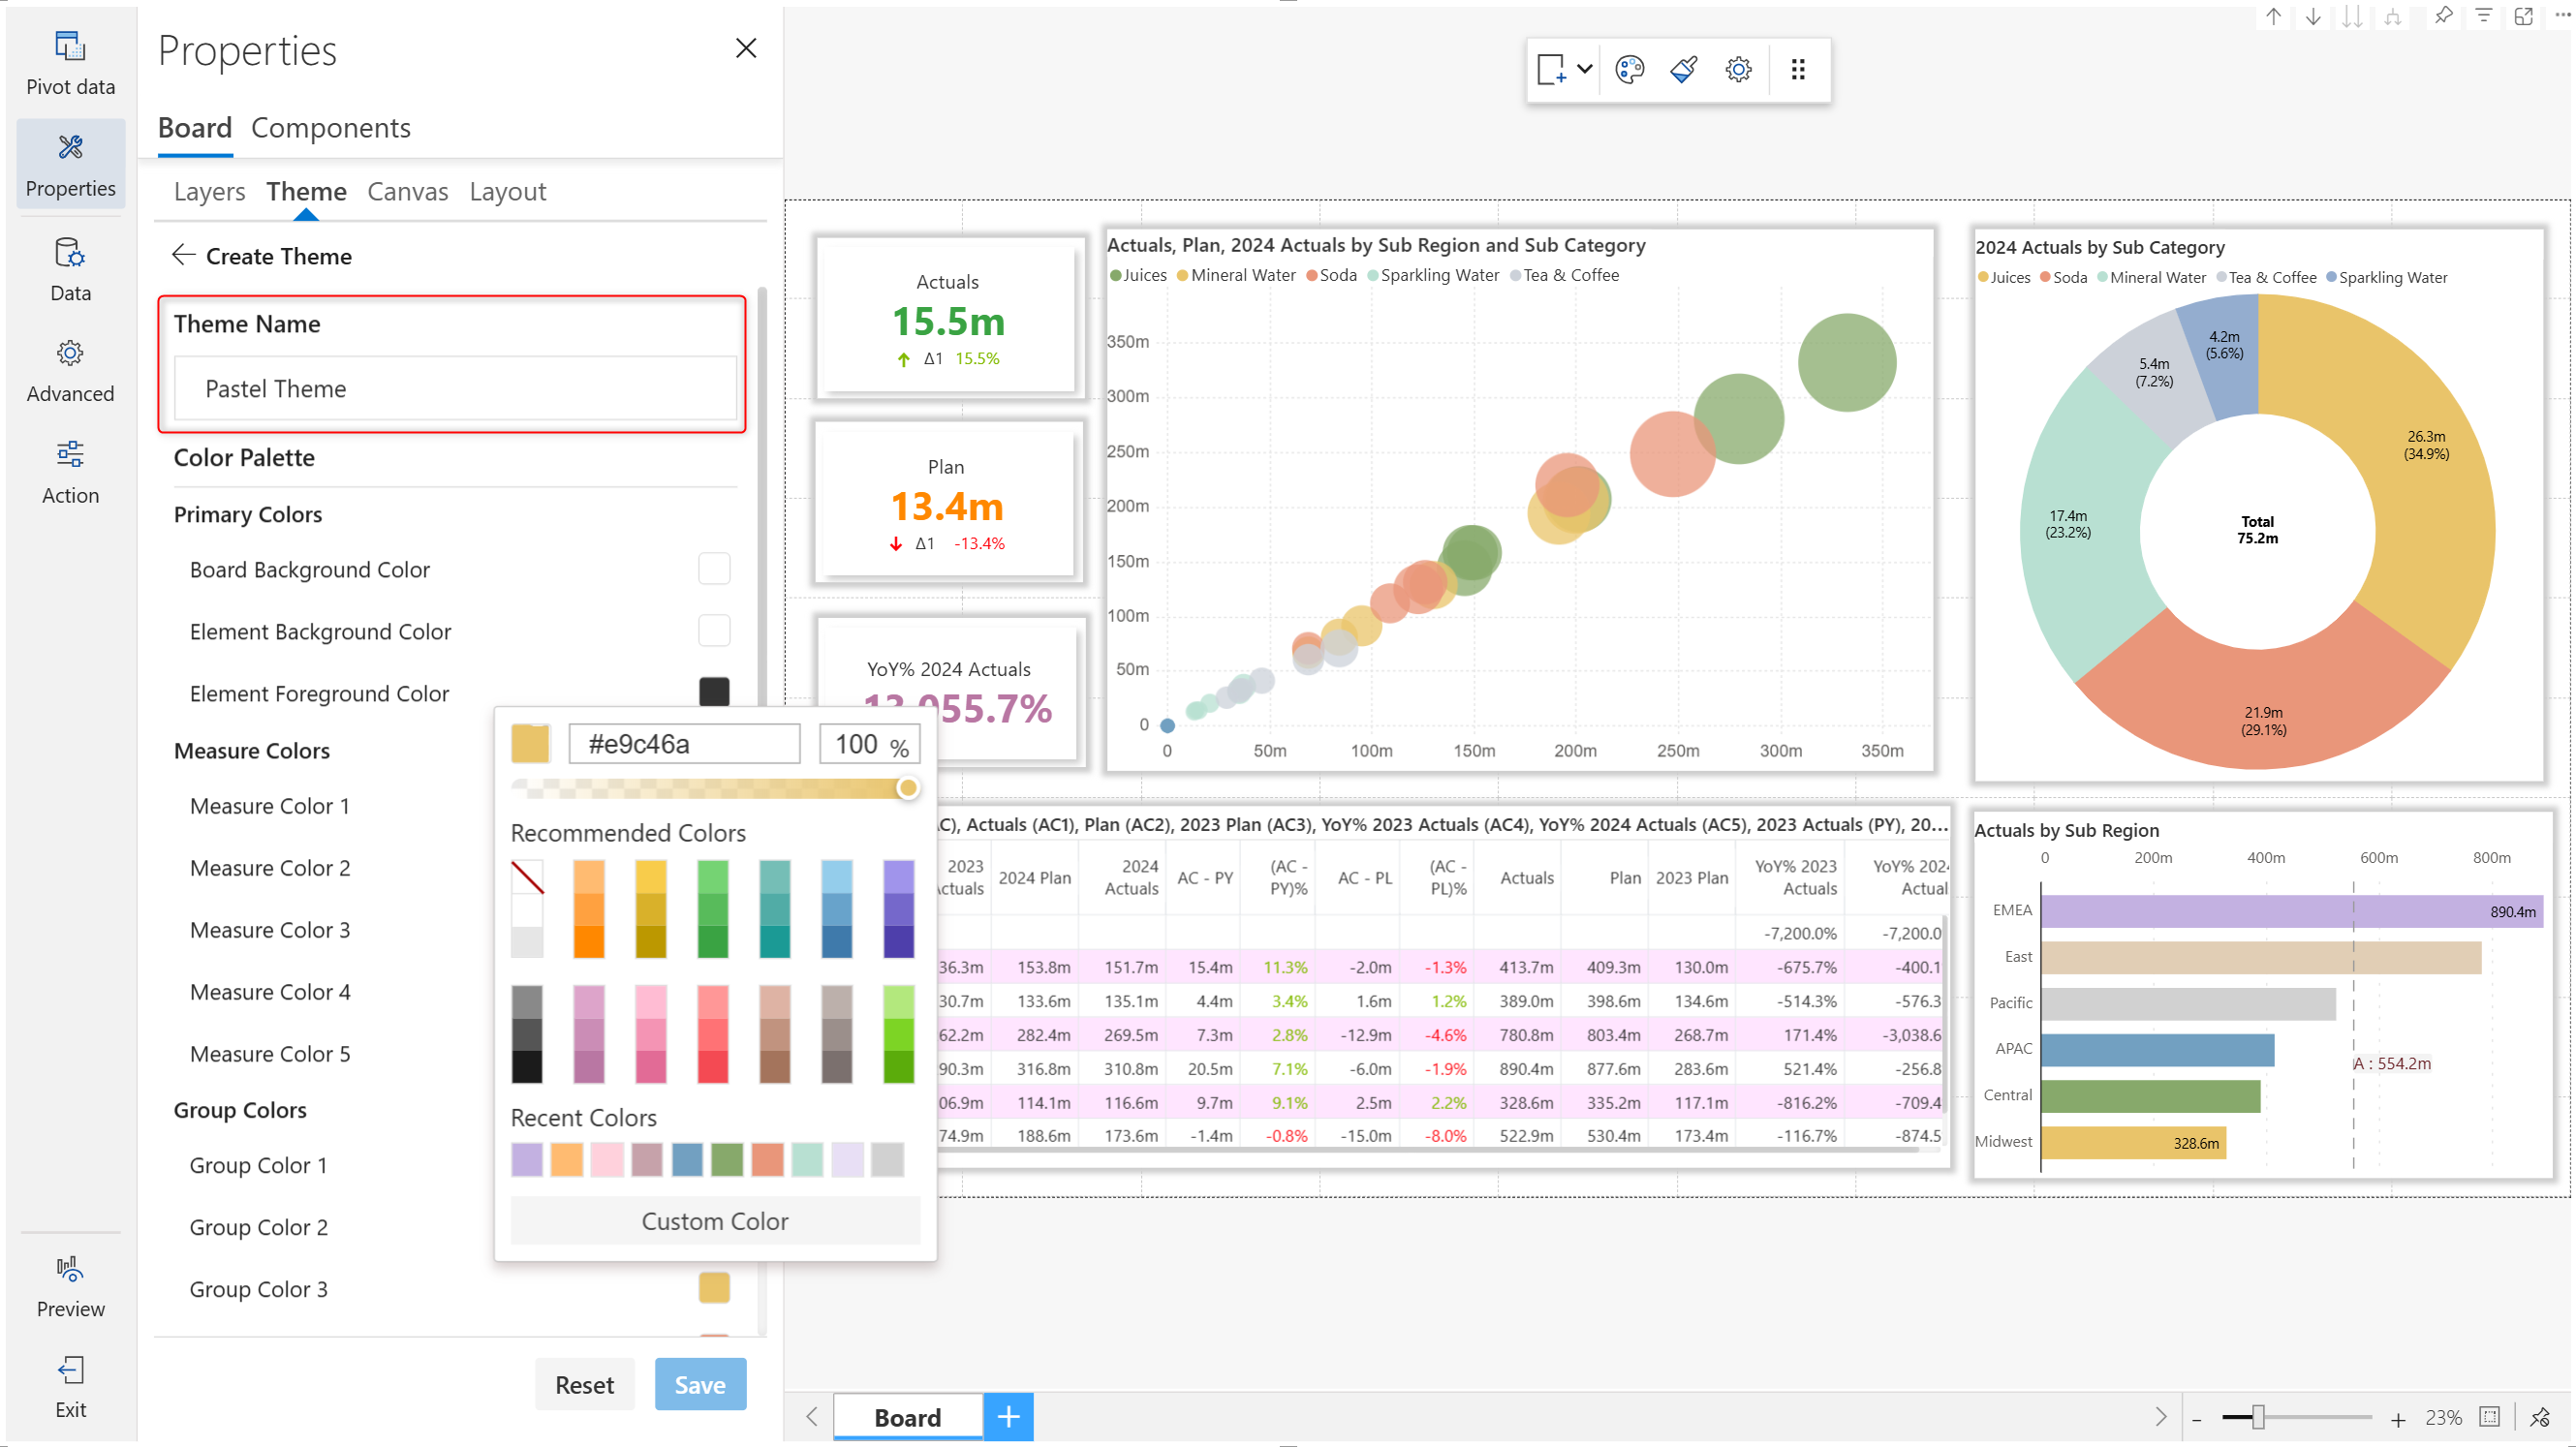 Pivot data
Properties
Data
Advanced
Action
Preview
Exit
Properties
Board Components
Layers Theme Canvas Layout
Create Theme
Theme Name
Pastel Theme
Color Palette
Primary Colors
Board Background Color
Element Background Color
Element Foreground Color
Measure Colors
Measure Color 1
Measure Color 2
Measure Color 3
Measure Color 4
Measure Color 5
Group Colors
Group Color 1
Group Color 2
Group Color 3
Reset Save
#e9c46a 100 %
Recommended Colors
Recent Colors
Custom Color
Actuals
15.5m
Δ1 15.5%
Plan
13.4m
Δ1 -13.4%
YoY% 2024 Actuals
055.7%
Actuals, Plan, 2024 Actuals by Sub Region and Sub Category
Juices Mineral Water Soda Sparkling Water Tea & Coffee
350m
300m
250m
200m
150m
100m
50m
0
0 50m 100m 150m 200m 250m 300m 350m
2024 Actuals by Sub Category
Juices Soda Mineral Water Tea & Coffee Sparkling Water
4.2m
(5.6%)
5.4m
(7.2%)
26.3m
(34.9%)
17.4m
(23.2%)
Total
75.2m
21.9m
(29.1%)
C), Actuals (AC1), Plan (AC2), 2023 Plan (AC3), YoY% 2023 Actuals (AC4), YoY% 2024 Actuals (AC5), 2023 Actuals (PY), 20...
2023 Actuals 2024 Plan 2024 Actuals AC - PY (AC - PY)% AC - PL (AC - PL)% Actuals Plan 2023 Plan YoY% 2023 Actuals YoY% 202 Actual
-7,200.0% -7,200.0
36.3m 153.8m 151.7m 15.4m 11.3% -2.0m -1.3% 413.7m 409.3m 130.0m -675.7% -400.1
30.7m 133.6m 135.1m 4.4m 3.4% 1.6m 1.2% 389.0m 398.6m 134.6m -514.3% -576.3
62.2m 282.4m 269.5m 7.3m 2.8% -12.9m -4.6% 780.8m 803.4m 268.7m 171.4% -3,038.6
90.3m 316.8m 310.8m 20.5m 7.1% -6.0m -1.9% 890.4m 877.6m 283.6m 521.4% -256.8
06.9m 114.1m 116.6m 9.7m 9.1% 2.5m 2.2% 328.6m 335.2m 117.1m -816.2% -709.4
74.9m 188.6m 173.6m -1.4m -0.8% -15.0m -8.0% 522.9m 530.4m 173.4m -116.7% -874.5
Actuals by Sub Region
0 200m 400m 600m 800m
EMEA 890.4m
East
Pacific
APAC
A : 554.2m
Central
Midwest 328.6m
Board +
- + 23%